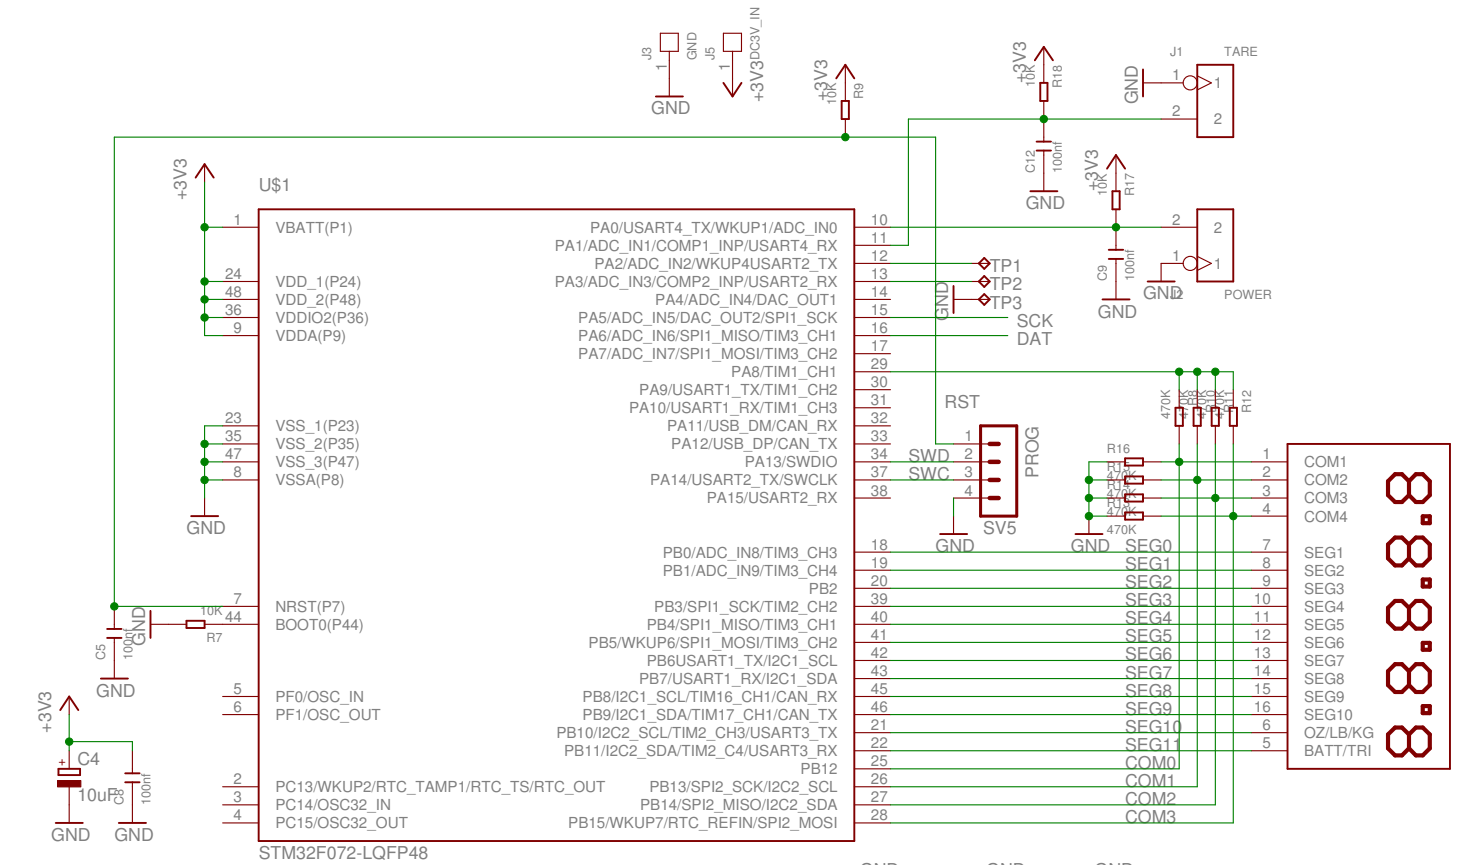 J3
1
GND
GND
J5
1
DC3V_IN
+3V3
+3V3
10K
R9
+3V3
10K
R18
C12
100nf
GND
J1
TARE
GND
1
1
2
2
+3V3
10K
R17
C9
100nf
GND
2
2
1
1
GND
J2
POWER
+3V3
U$1
1 VBATT(P1)
24 VDD_1(P24)
48 VDD_2(P48)
36 VDDIO2(P36)
9 VDDA(P9)
23 VSS_1(P23)
35 VSS_2(P35)
47 VSS_3(P47)
8 VSSA(P8)
GND
7 NRST(P7)
44 BOOT0(P44)
10K
R7
GND
C5
100nf
GND
5 PF0/OSC_IN
6 PF1/OSC_OUT
2 PC13/WKUP2/RTC_TAMP1/RTC_TS/RTC_OUT
3 PC14/OSC32_IN
4 PC15/OSC32_OUT
+3V3
+
C4
10uF
C8
100nf
GND
GND
STM32F072-LQFP48
PA0/USART4_TX/WKUP1/ADC_IN0 10
PA1/ADC_IN1/COMP1_INP/USART4_RX 11
PA2/ADC_IN2/WKUP4USART2_TX 12
PA3/ADC_IN3/COMP2_INP/USART2_RX 13
PA4/ADC_IN4/DAC_OUT1 14
PA5/ADC_IN5/DAC_OUT2/SPI1_SCK 15
PA6/ADC_IN6/SPI1_MISO/TIM3_CH1 16
PA7/ADC_IN7/SPI1_MOSI/TIM3_CH2 17
PA8/TIM1_CH1 29
PA9/USART1_TX/TIM1_CH2 30
PA10/USART1_RX/TIM1_CH3 31
PA11/USB_DM/CAN_RX 32
PA12/USB_DP/CAN_TX 33
PA13/SWDIO 34
PA14/USART2_TX/SWCLK 37
PA15/USART2_RX 38
PB0/ADC_IN8/TIM3_CH3 18
PB1/ADC_IN9/TIM3_CH4 19
PB2 20
PB3/SPI1_SCK/TIM2_CH2 39
PB4/SPI1_MISO/TIM3_CH1 40
PB5/WKUP6/SPI1_MOSI/TIM3_CH2 41
PB6USART1_TX/I2C1_SCL 42
PB7/USART1_RX/I2C1_SDA 43
PB8/I2C1_SCL/TIM16_CH1/CAN_RX 45
PB9/I2C1_SDA/TIM17_CH1/CAN_TX 46
PB10/I2C2_SCL/TIM2_CH3/USART3_TX 21
PB11/I2C2_SDA/TIM2_C4/USART3_RX 22
PB12 25
PB13/SPI2_SCK/I2C2_SCL 26
PB14/SPI2_MISO/I2C2_SDA 27
PB15/WKUP7/RTC_REFIN/SPI2_MOSI 28
TP1
TP2
GND
TP3
SCK
DAT
RST
SWD
SWC
1
2
3
4
PROG
SV5
GND
470K
R8
470K
R12
R16
470K
470K
470K
470K
GND
SEG0
SEG1
SEG2
SEG3
SEG4
SEG5
SEG6
SEG7
SEG8
SEG9
SEG10
SEG11
COM0
COM1
COM2
COM3
1 COM1
2 COM2
3 COM3
4 COM4
7 SEG1
8 SEG2
9 SEG3
10 SEG4
11 SEG5
12 SEG6
13 SEG7
14 SEG8
15 SEG9
16 SEG10
6 OZ/LB/KG
5 BATT/TRI
GND
GND
GND